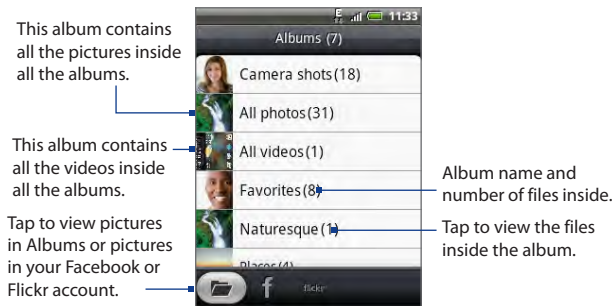 This album contains
all the pictures inside
all the albums.
This album contains
all the videos inside
all the albums.
Tap to view pictures
in Albums or pictures
in your Facebook or
Flickr account.
11:33
Albums (7)
Camera shots(18)
All photos(31)
All videos(1)
Favorites(8)
Naturesque(1)
Places(4)
f
flickr
Album name and
number of files inside.
Tap to view the files
inside the album.